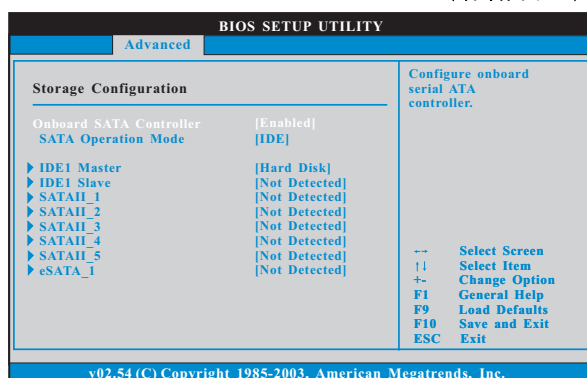 BIOS SETUP UTILITY
Advanced
Storage Configuration
Onboard SATA Controller [Enabled]
SATA Operation Mode [IDE]
IDE1 Master [Hard Disk]
IDE1 Slave [Not Detected]
SATAII_1 [Not Detected]
SATAII_2 [Not Detected]
SATAII_3 [Not Detected]
SATAII_4 [Not Detected]
SATAII_5 [Not Detected]
eSATA_1 [Not Detected]
Configure onboard
serial ATA
controller.
←→ Select Screen
↑↓ Select Item
+- Change Option
F1 General Help
F9 Load Defaults
F10 Save and Exit
ESC Exit
v02.54 (C) Copyright 1985-2003, American Megatrends, Inc.